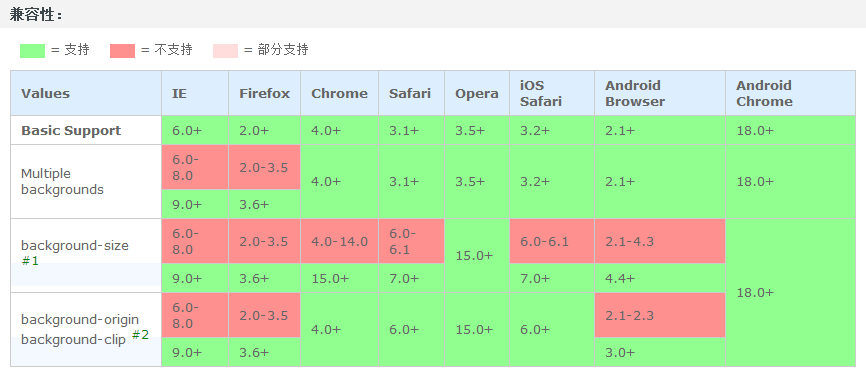 兼容性：
= 支持 = 不支持 = 部分支持
Values IE Firefox Chrome Safari Opera iOS Safari Android Browser Android Chrome
Basic Support 6.0+ 2.0+ 4.0+ 3.1+ 3.5+ 3.2+ 2.1+ 18.0+
Multiple backgrounds 6.0-8.0 2.0-3.5 4.0+ 3.1+ 3.5+ 3.2+ 2.1+ 18.0+
9.0+ 3.6+
background-size #1 6.0-8.0 2.0-3.5 4.0-14.0 6.0-6.1 15.0+ 6.0-6.1 2.1-4.3 18.0+
9.0+ 3.6+ 15.0+ 7.0+ 7.0+ 4.4+
background-origin background-clip #2 6.0-8.0 2.0-3.5 4.0+ 6.0+ 15.0+ 6.0+ 2.1-2.3
9.0+ 3.6+ 3.0+